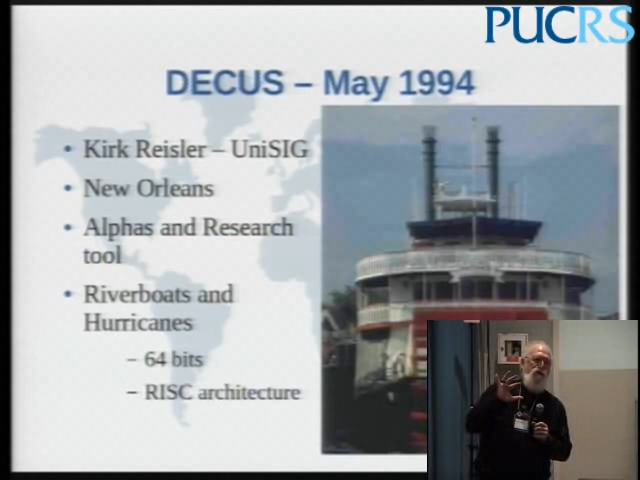 PUCRS
DECUS – May 1994
• Kirk Reisler – UniSIG
• New Orleans
• Alphas and Research
tool
• Riverboats and
Hurricanes
– 64 bits
– RISC architecture